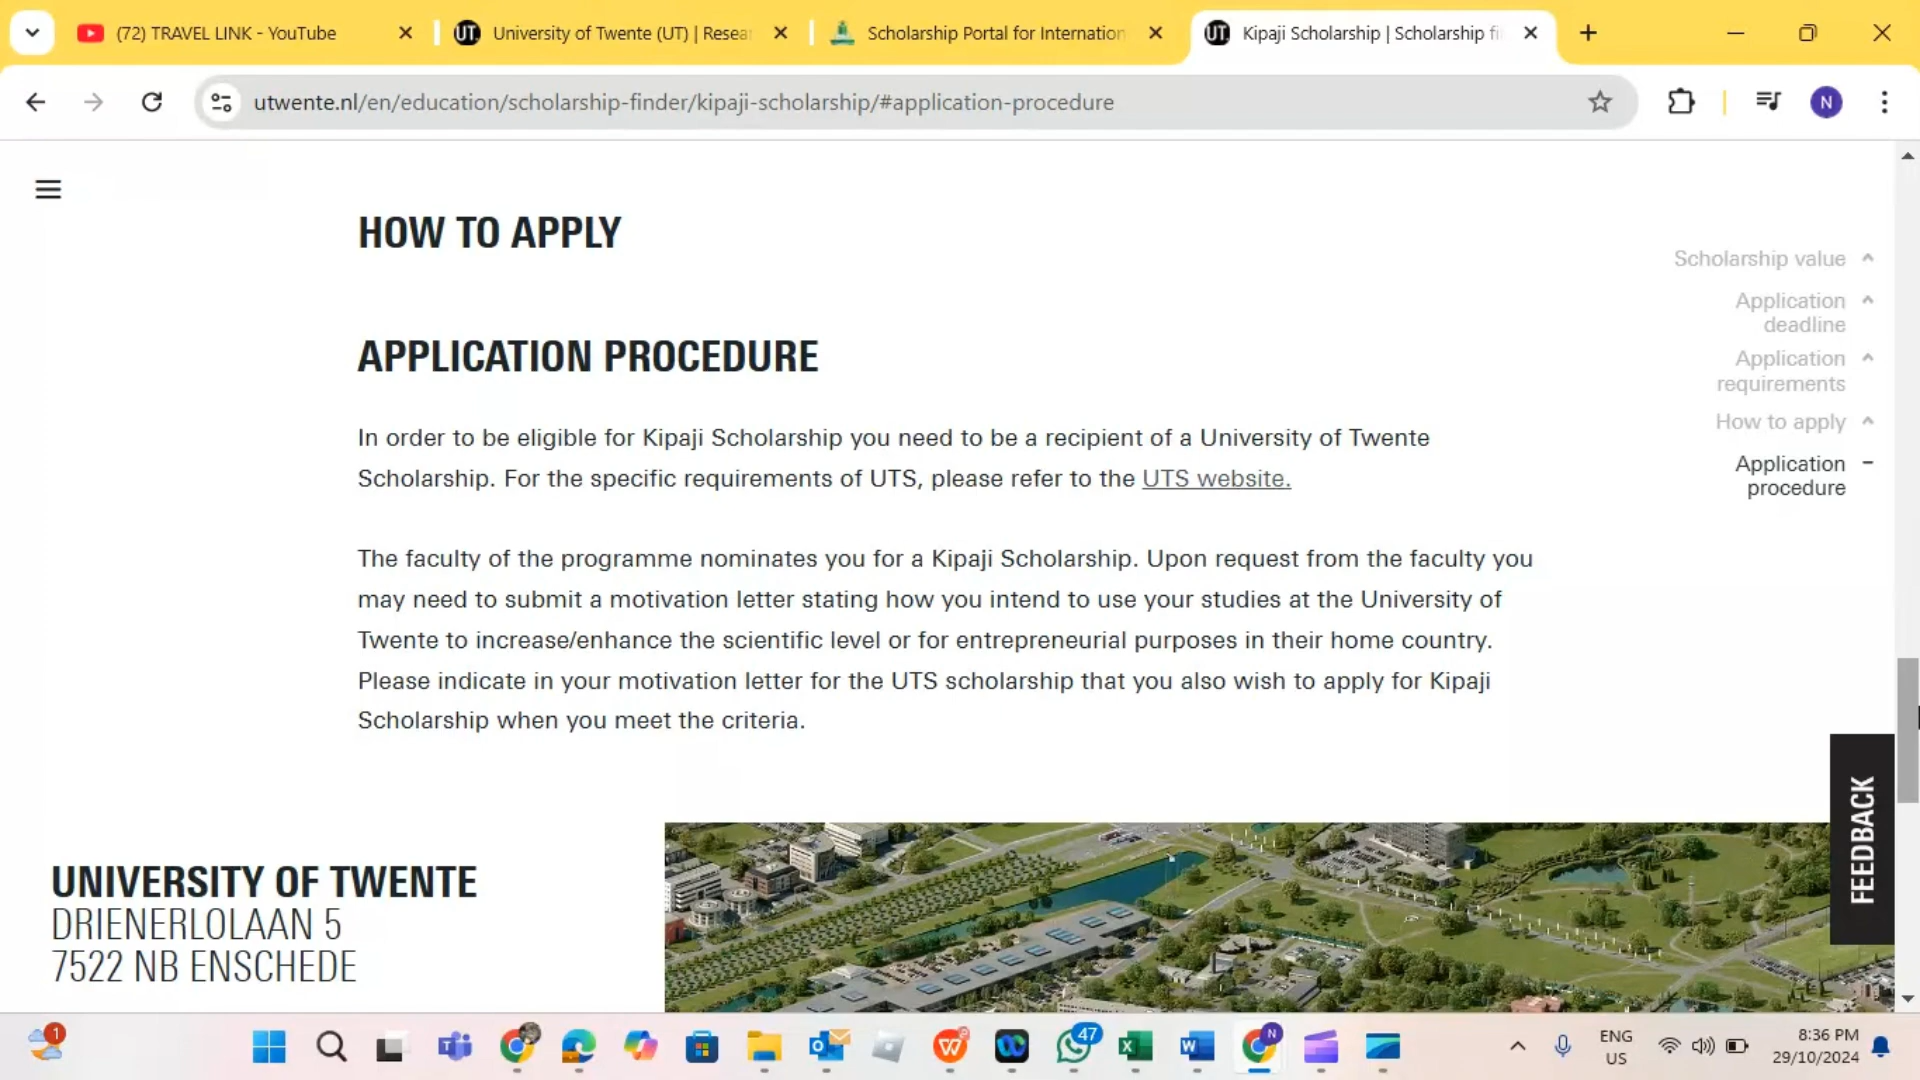 (72) TRAVEL LINK - YouTube
University of Twente (UT) | Resea
Scholarship Portal for Internation
Kipaji Scholarship | Scholarship fi
utwente.nl/en/education/scholarship-finder/kipaji-scholarship/#application-procedure
N
HOW TO APPLY
Scholarship value
Application
deadline
Application
requirements
How to apply
Application
procedure
APPLICATION PROCEDURE
In order to be eligible for Kipaji Scholarship you need to be a recipient of a University of Twente
Scholarship. For the specific requirements of UTS, please refer to the UTS website.
The faculty of the programme nominates you for a Kipaji Scholarship. Upon request from the faculty you
may need to submit a motivation letter stating how you intend to use your studies at the University of
Twente to increase/enhance the scientific level or for entrepreneurial purposes in their home country.
Please indicate in your motivation letter for the UTS scholarship that you also wish to apply for Kipaji
Scholarship when you meet the criteria.
FEEDBACK
UNIVERSITY OF TWENTE
DRIENERLOLAAN 5
7522 NB ENSCHEDE
1
47
N
ENG
US
8:36 PM
29/10/2024